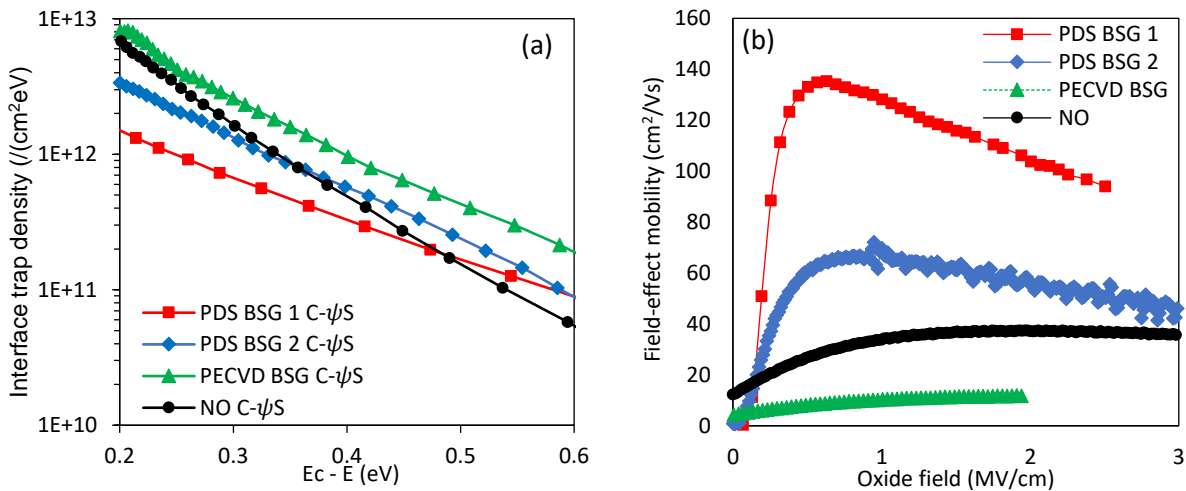 (a)
Interface trap density (/(cm²eV)
1E+13
1E+12
1E+11
1E+10
PDS BSG 1 C-ψS
PDS BSG 2 C-ψS
PECVD BSG C-ψS
NO C-ψS
0.2 0.3 0.4 0.5 0.6
Ec - E (eV)
(b)
Field-effect mobility (cm²/Vs)
160
140
120
100
80
60
40
20
0
PDS BSG 1
PDS BSG 2
PECVD BSG
NO
0 1 2 3
Oxide field (MV/cm)